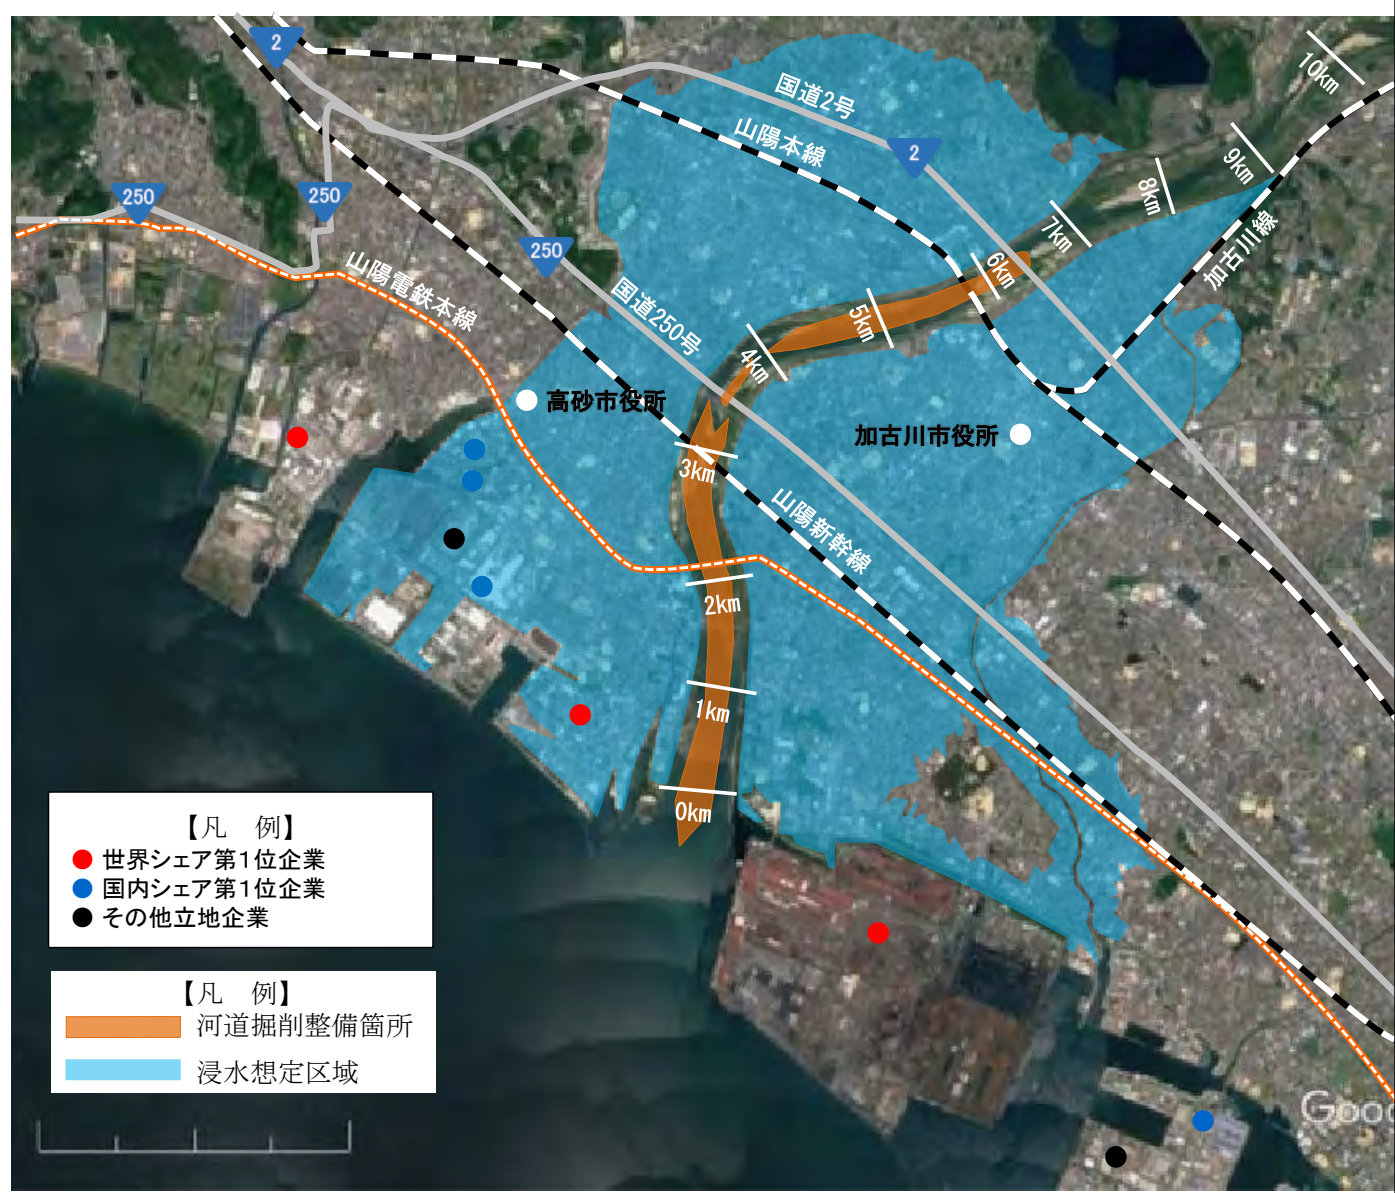 2
国道2号
山陽本線
2
10km
9km
8km
7km
6km
5km
4km
加古川線
250
250
250
山陽電鉄本線
国道250号
高砂市役所
加古川市役所
3km
山陽新幹線
2km
1km
0km
【凡 例】
世界シェア第1位企業
国内シェア第1位企業
その他立地企業
【凡 例】
河道掘削整備箇所
浸水想定区域
Goo